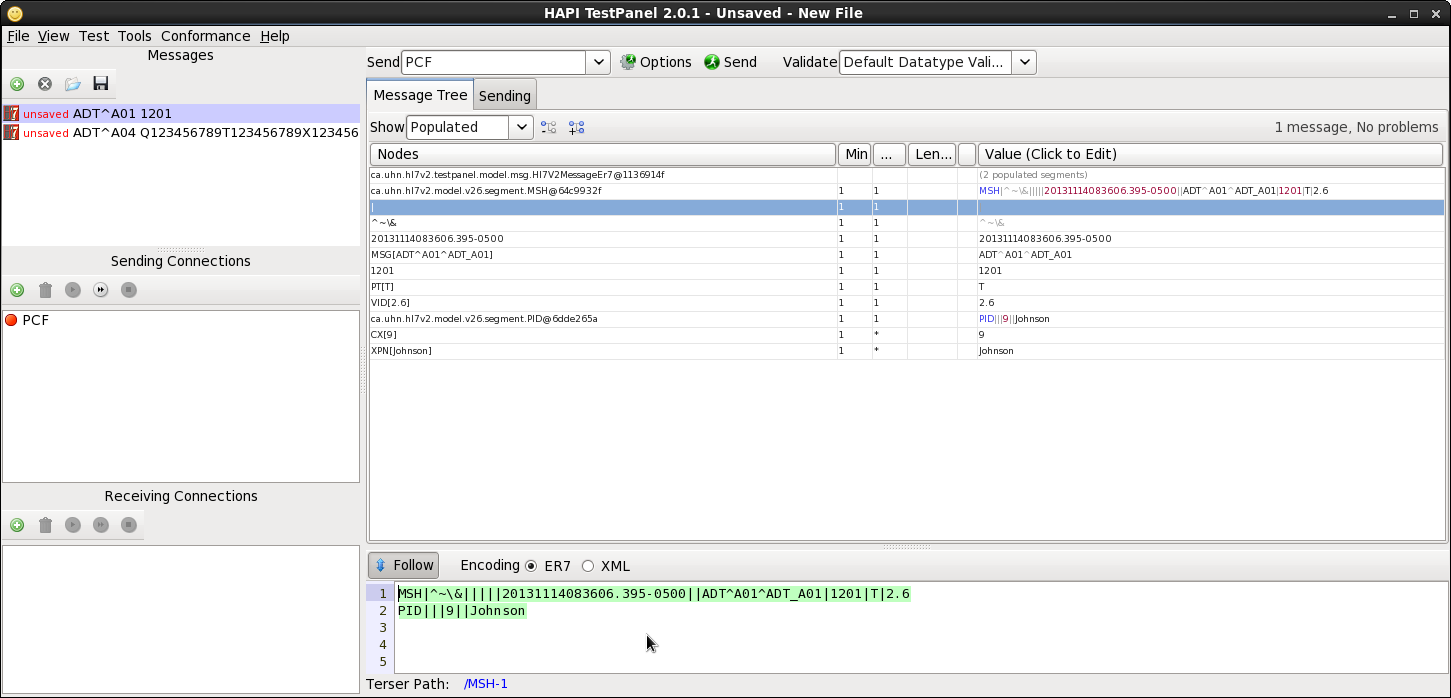 HAPI TestPanel 2.0.1 - Unsaved - New File
File View Test Tools Conformance Help
Messages
unsaved ADT^A01 1201
unsaved ADT^A04 Q123456789T123456789X123456
Sending Connections
PCF
Receiving Connections
Send PCF Options Send Validate Default Datatype Vali...
Message Tree Sending
Show Populated 1 message, No problems
Nodes Min ... Len... Value (Click to Edit)
ca.uhn.hl7v2.testpanel.model.msg.Hl7V2MessageEr7@1136914f (2 populated segments)
ca.uhn.hl7v2.model.v26.segment.MSH@64c9932f 1 1 MSH|^~\&|||||20131114083606.395-0500||ADT^A01^ADT_A01|1201|T|2.6
| 1 1
^~\& 1 1 ^~\&
20131114083606.395-0500 1 1 20131114083606.395-0500
MSG[ADT^A01^ADT_A01] 1 1 ADT^A01^ADT_A01
1201 1 1 1201
PT[T] 1 1 T
VID[2.6] 1 1 2.6
ca.uhn.hl7v2.model.v26.segment.PID@6dde265a 1 1 PID|||9||Johnson
CX[9] 1 * 9
XPN[Johnson] 1 * Johnson
Follow Encoding ER7 XML
1 MSH|^~\&|||||20131114083606.395-0500||ADT^A01^ADT_A01|1201|T|2.6
2 PID|||9||Johnson
3
4
5
Terser Path: /MSH-1